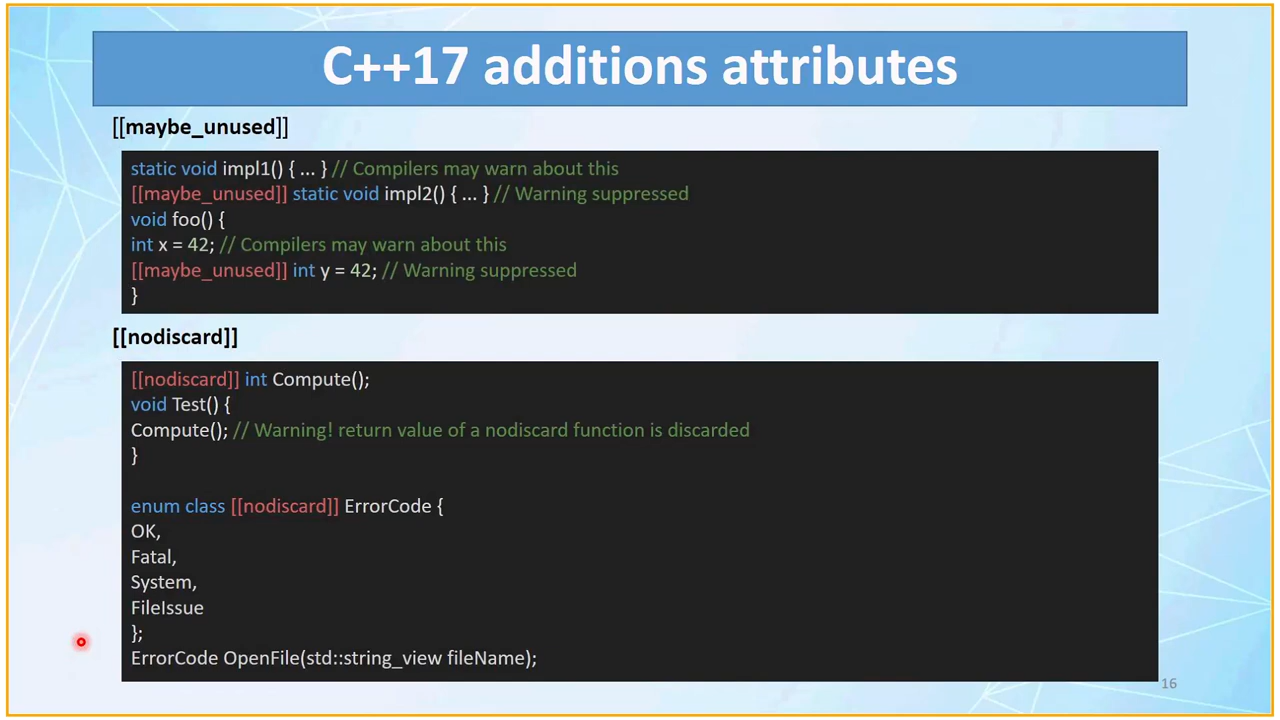 C++17 additions attributes
[[maybe_unused]]
static void impl1() { ... } // Compilers may warn about this
[[maybe_unused]] static void impl2() { ... } // Warning suppressed
void foo() {
int x = 42; // Compilers may warn about this
[[maybe_unused]] int y = 42; // Warning suppressed
}
[[nodiscard]]
[[nodiscard]] int Compute();
void Test() {
Compute(); // Warning! return value of a nodiscard function is discarded
}
enum class [[nodiscard]] ErrorCode {
OK,
Fatal,
System,
FileIssue
};
ErrorCode OpenFile(std::string_view fileName);
16